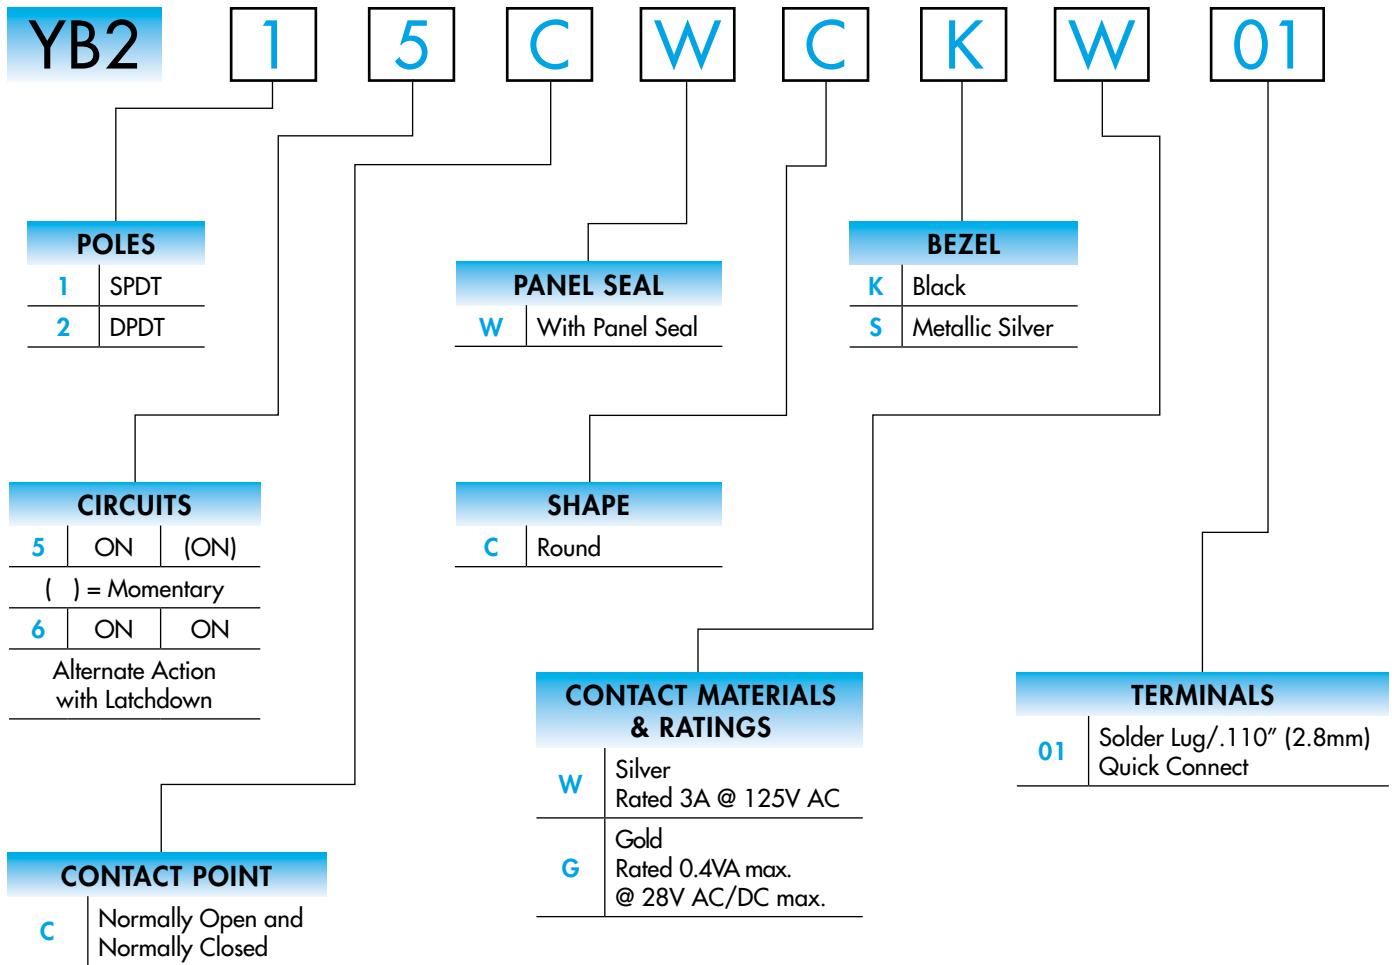 YB2 1 5 C W C K W 01
POLES
1 SPDT
2 DPDT
PANEL SEAL
W With Panel Seal
BEZEL
K Black
S Metallic Silver
CIRCUITS
5 ON (ON)
( ) = Momentary
6 ON ON
Alternate Action
with Latchdown
SHAPE
C Round
CONTACT MATERIALS
& RATINGS
W Silver
Rated 3A @ 125V AC
G Gold
Rated 0.4VA max.
@ 28V AC/DC max.
TERMINALS
01 Solder Lug/.110” (2.8mm)
Quick Connect
CONTACT POINT
C Normally Open and
Normally Closed